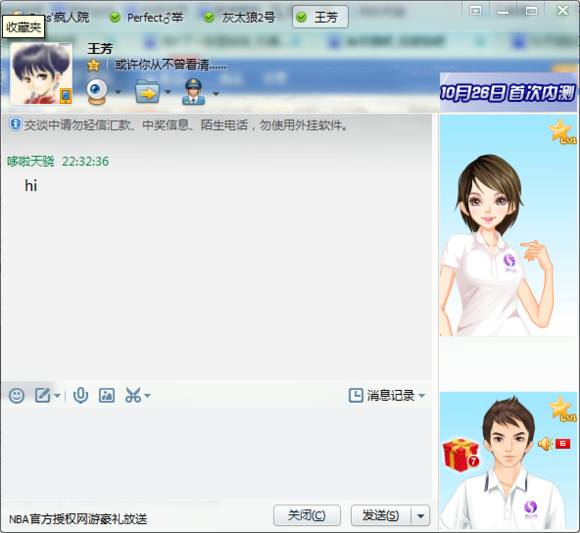 疯人院
Perfect♂举
灰太狼2号
王芳
收藏夹
王芳
或许你从不曾看清......
10月26日 首次内测
交谈中请勿轻信汇款、中奖信息、陌生电话，勿使用外挂软件。
LV1
哆啦天骁 22:32:36
hi
消息记录
LV1
7
6
NBA官方授权网游豪礼放送
关闭(C)
发送(S)